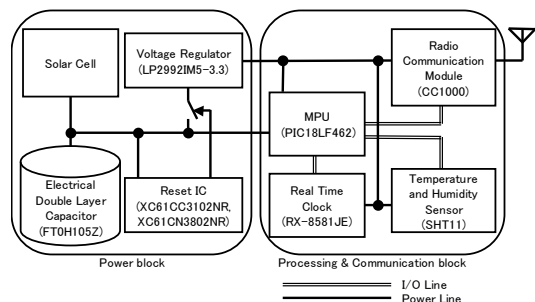 Solar Cell
Voltage Regulator
(LP2992IM5-3.3)
Radio
Communication
Module
(CC1000)
MPU
(PIC18LF462)
Electrical
Double Layer
Capacitor
(FT0H105Z)
Reset IC
(XC61CC3102NR,
XC61CN3802NR)
Real Time
Clock
(RX-8581JE)
Temperature
and Humidity
Sensor
(SHT11)
Power block
Processing & Communication block
I/O Line
Power Line